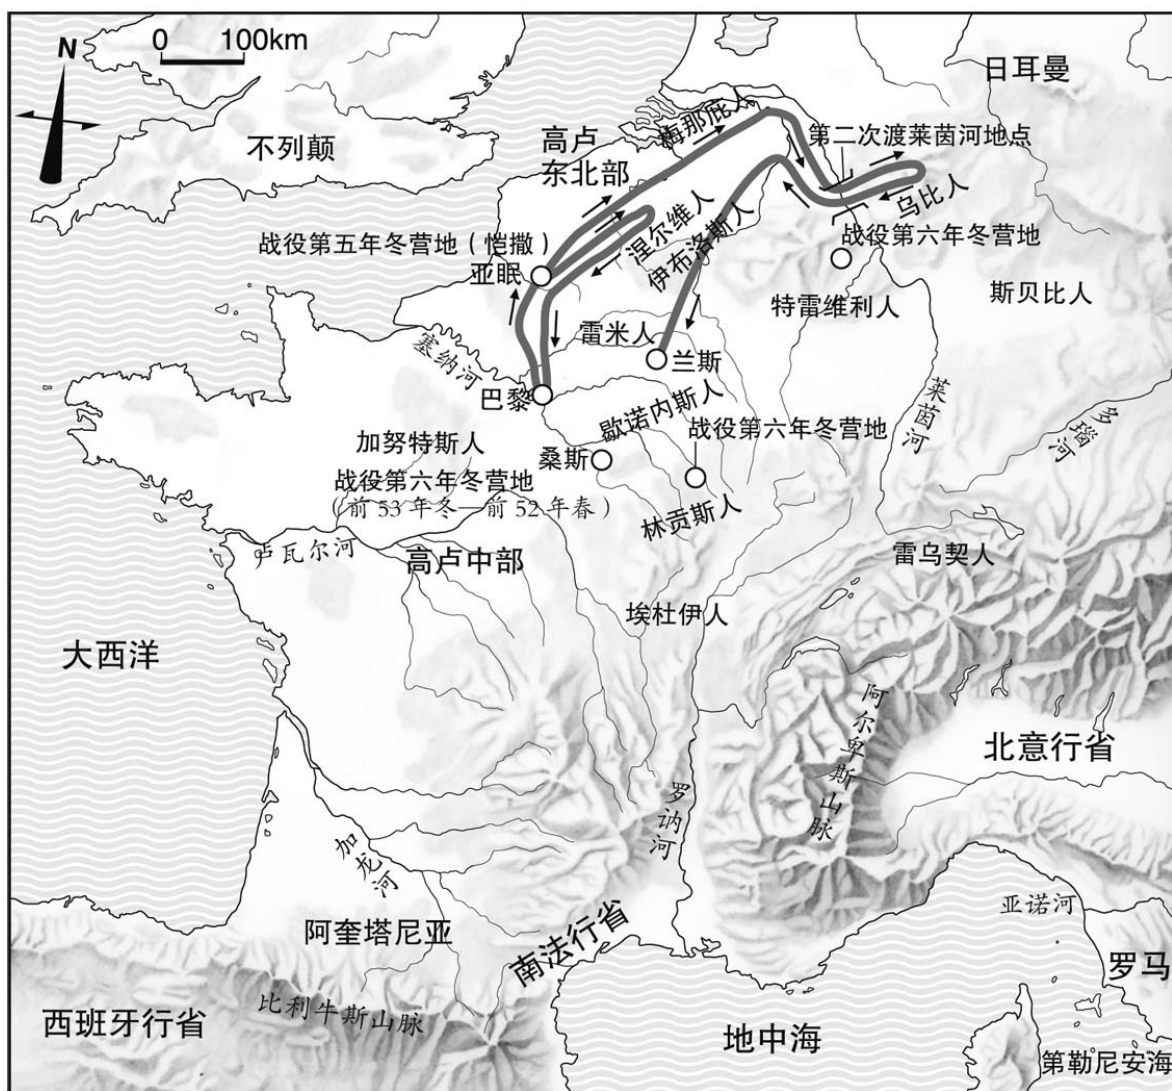 N
0 100km
日耳曼
不列颠
高卢
东北部
梅那庇人
第二次渡莱茵河地点
乌比人
涅尔维人
伊布洛斯人
战役第五年冬营地（恺撒）
亚眠
战役第六年冬营地
特雷维利人
斯贝比人
雷米人
兰斯
塞纳河
巴黎
莱茵河
多瑙河
歇诺内斯人
战役第六年冬营地
加努特斯人
桑斯
战役第六年冬营地
（前 53 年冬—前 52 年春）
林贡斯人
卢瓦尔河
高卢中部
雷乌契人
埃杜伊人
大西洋
阿尔卑斯山脉
北意行省
罗讷河
加龙河
阿奎塔尼亚
南法行省
亚诺河
罗马
比利牛斯山脉
西班牙行省
地中海
第勒尼安海